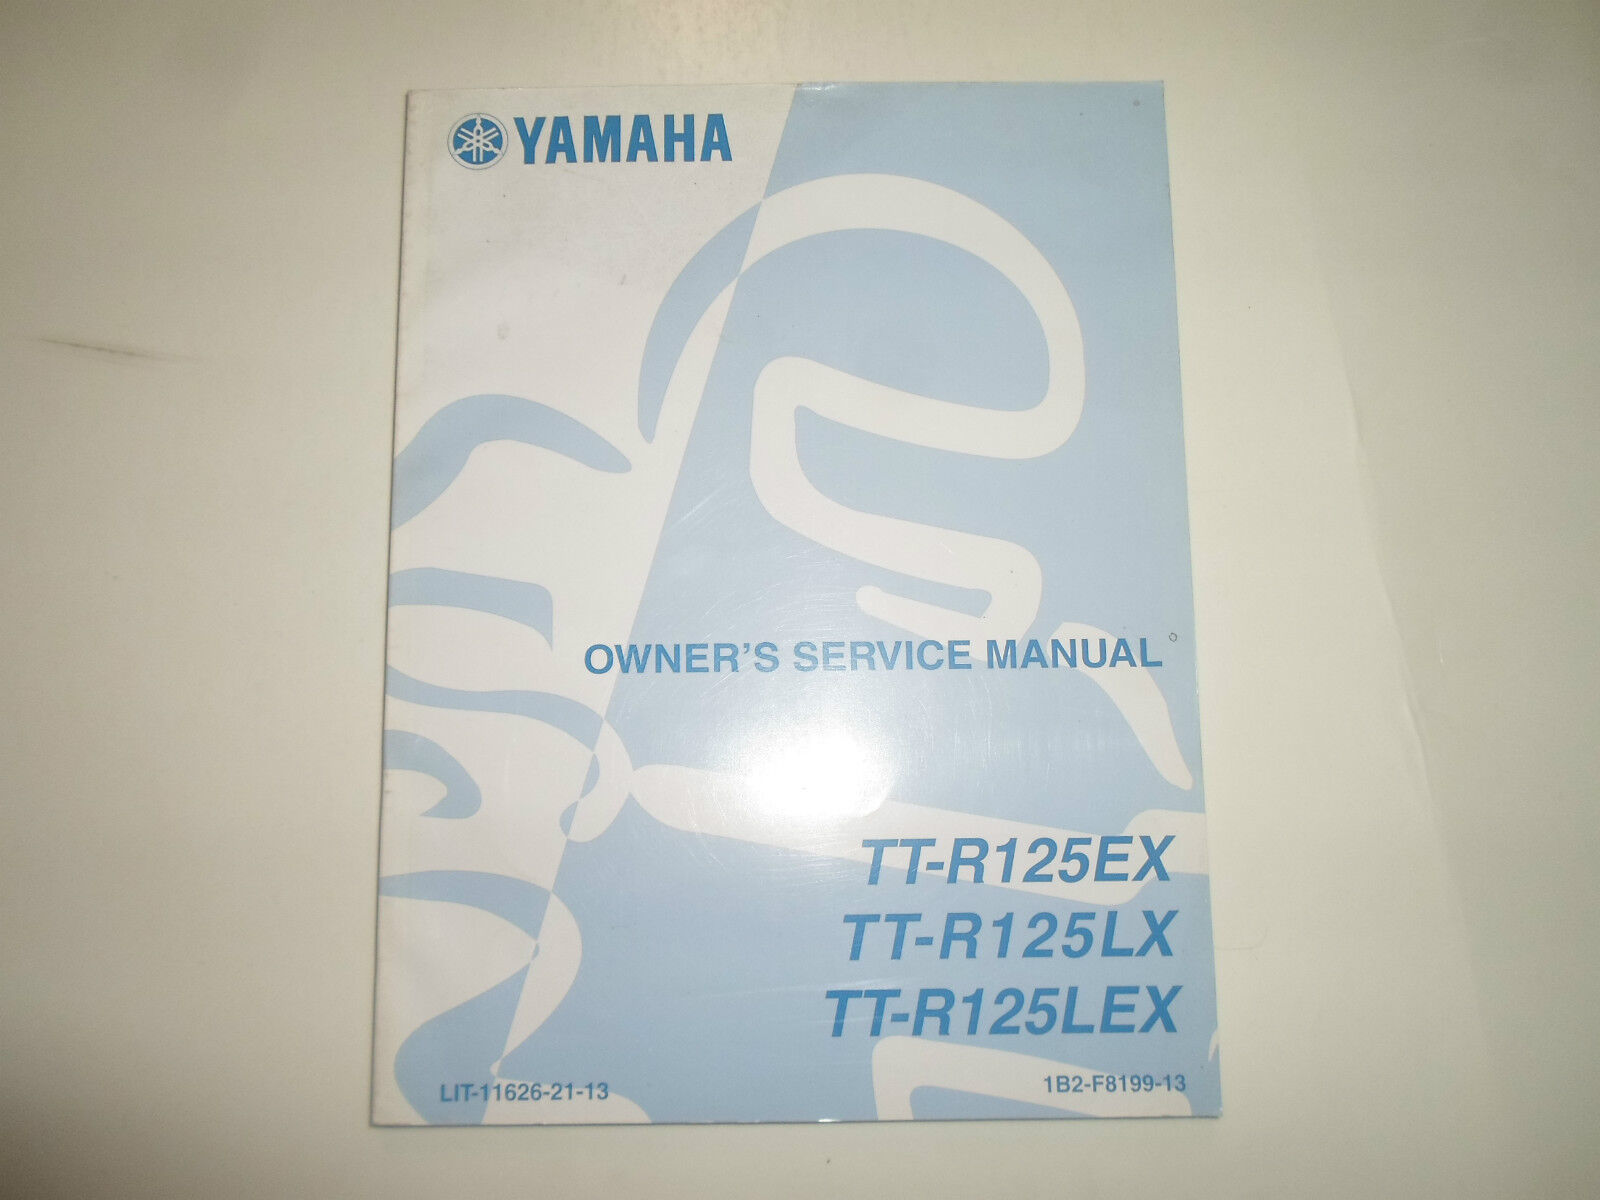 YAMAHA
OWNER'S SERVICE MANUAL
TT-R125EX
TT-R125LX
TT-R125LEX
LIT-11626-21-13
1B2-F8199-13